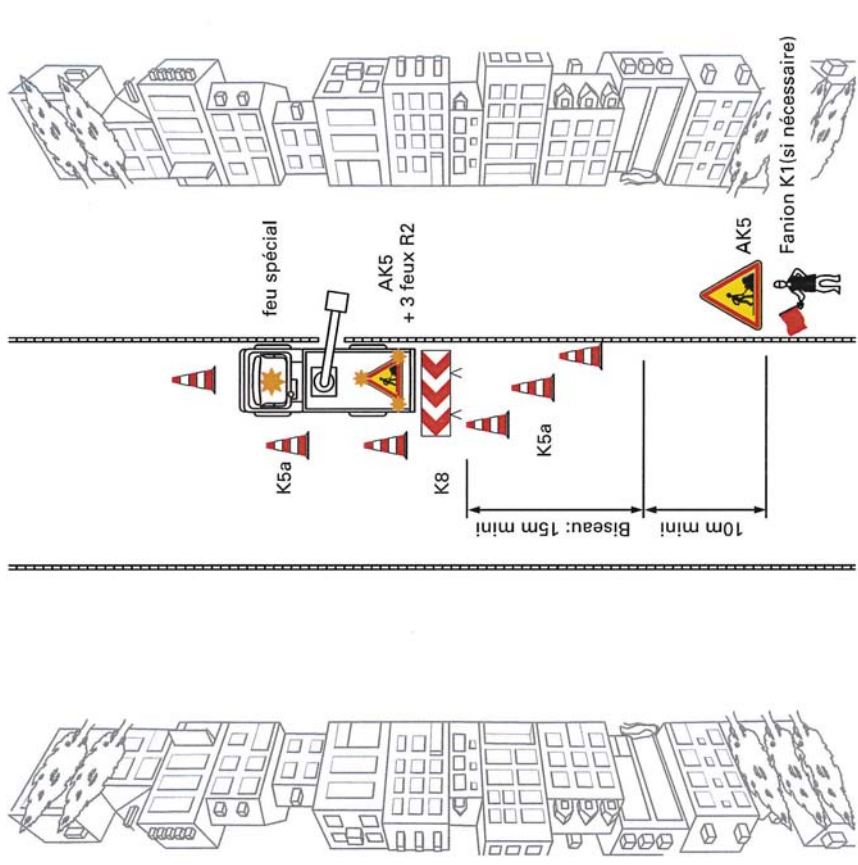 feu spécial
AK5
+ 3 feux R2
K5a
K8
K5a
Biseau: 15m mini
10m mini
AK5
Fanion K1(si nécessaire)